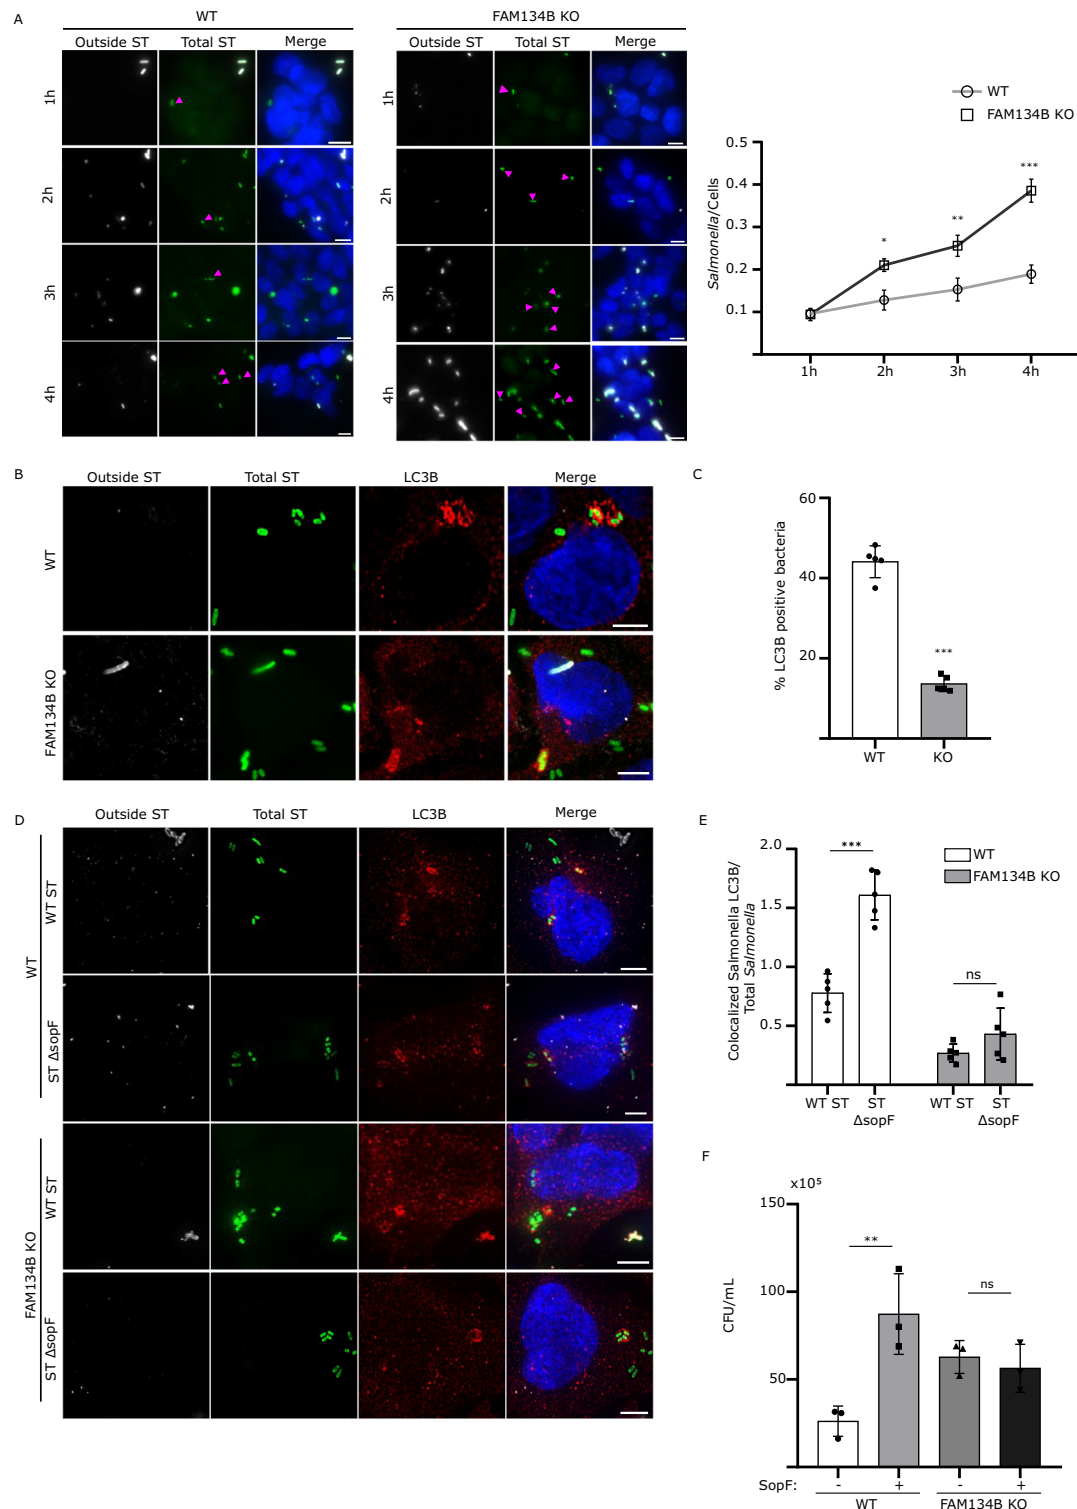 A
WT
FAM134B KO
Outside ST Total ST Merge
Outside ST Total ST Merge
1h
2h
3h
4h
1h
2h
3h
4h
WT
FAM134B KO
Salmonella/Cells
0.5
0.4
0.3
0.2
0.1
*
**
***
1h 2h 3h 4h
B
Outside ST Total ST LC3B Merge
WT
FAM134B KO
C
% LC3B positive bacteria
60
40
20
***
WT KO
D
Outside ST Total ST LC3B Merge
WT
WT ST
ST ΔsopF
FAM134B KO
WT ST
ST ΔsopF
E
Colocalized Salmonella LC3B/
Total Salmonella
2.0
1.5
1.0
0.5
***
ns
WT
FAM134B KO
WT ST ST WT ST ST
ΔsopF ΔsopF
F
x10⁵
CFU/mL
150
100
50
**
ns
SopF: - + - +
WT FAM134B KO